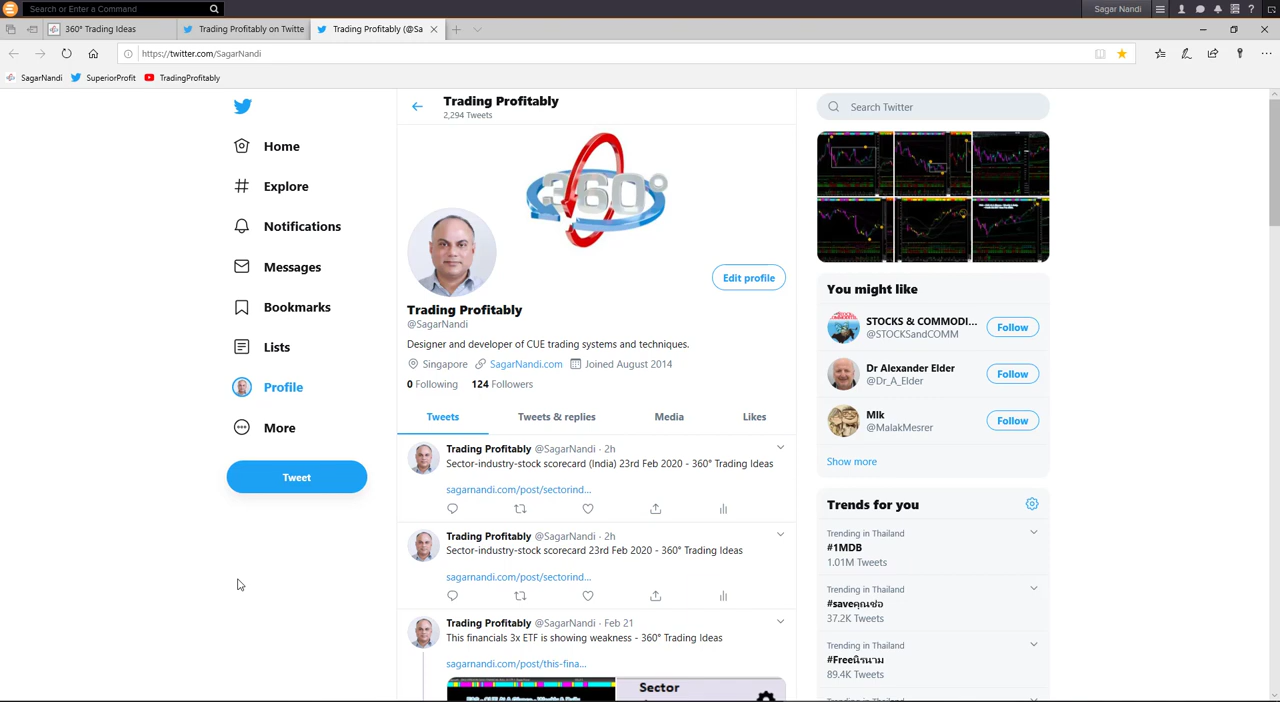 Search or Enter a Command
Sagar Nandi
360° Trading Ideas
Trading Profitably on Twitte
Trading Profitably (@Sa
https://twitter.com/SagarNandi
SagarNandi
SuperiorProfit
TradingProfitably
Home
Explore
Notifications
Messages
Bookmarks
Lists
Profile
More
Tweet
Trading Profitably
2,294 Tweets
360°
Edit profile
Trading Profitably
@SagarNandi
Designer and developer of CUE trading systems and techniques.
Singapore SagarNandi.com Joined August 2014
0 Following 124 Followers
Tweets Tweets & replies Media Likes
Trading Profitably @SagarNandi · 2h
Sector-industry-stock scorecard (India) 23rd Feb 2020 - 360° Trading Ideas
sagarnandi.com/post/sectorind...
Trading Profitably @SagarNandi · 2h
Sector-industry-stock scorecard 23rd Feb 2020 - 360° Trading Ideas
sagarnandi.com/post/sectorind...
Trading Profitably @SagarNandi · Feb 21
This financials 3x ETF is showing weakness - 360° Trading Ideas
sagarnandi.com/post/this-fina...
Sector
Search Twitter
You might like
STOCKS & COMMODI...
@STOCKSandCOMM
Follow
Dr Alexander Elder
@Dr_A_Elder
Follow
Mlk
@MalakMesrer
Follow
Show more
Trends for you
Trending in Thailand
#1MDB
1.01M Tweets
Trending in Thailand
#saveคุณช่อ
37.2K Tweets
Trending in Thailand
#Freeนิรนาม
89.4K Tweets